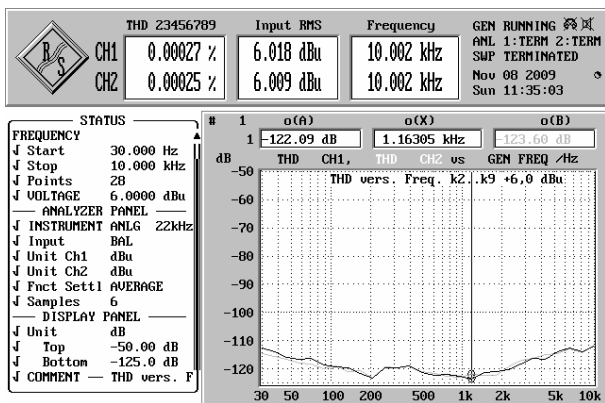 THD 23456789 Input RMS Frequency
R S
CH1 0.00027 % 6.018 dBu 10.002 kHz
CH2 0.00025 % 6.009 dBu 10.002 kHz
GEN RUNNING
ANL 1:TERM 2:TERM
SWP TERMINATED
Nov 08 2009
Sun 11:35:03
STATUS
FREQUENCY
Start 30.000 Hz
Stop 10.000 kHz
Points 28
VOLTAGE 6.0000 dBu
ANALYZER PANEL
INSTRUMENT ANLG 22kHz
Input BAL
Unit Ch1 dBu
Unit Ch2 dBu
Fnct Settl AVERAGE
Samples 6
DISPLAY PANEL
Unit dB
Top -50.00 dB
Bottom -125.0 dB
COMMENT — THD vers. F
# 1 o(A) o(X) o(B)
1 -122.09 dB 1.16305 kHz -123.60 dB
dB THD CH1, THD CH2 vs GEN FREQ /Hz
THD vers. Freq. k2..k9 +6,0 dBu
-50
-60
-70
-80
-90
-100
-110
-120
30 50 100 200 500 1k 2k 5k 10k